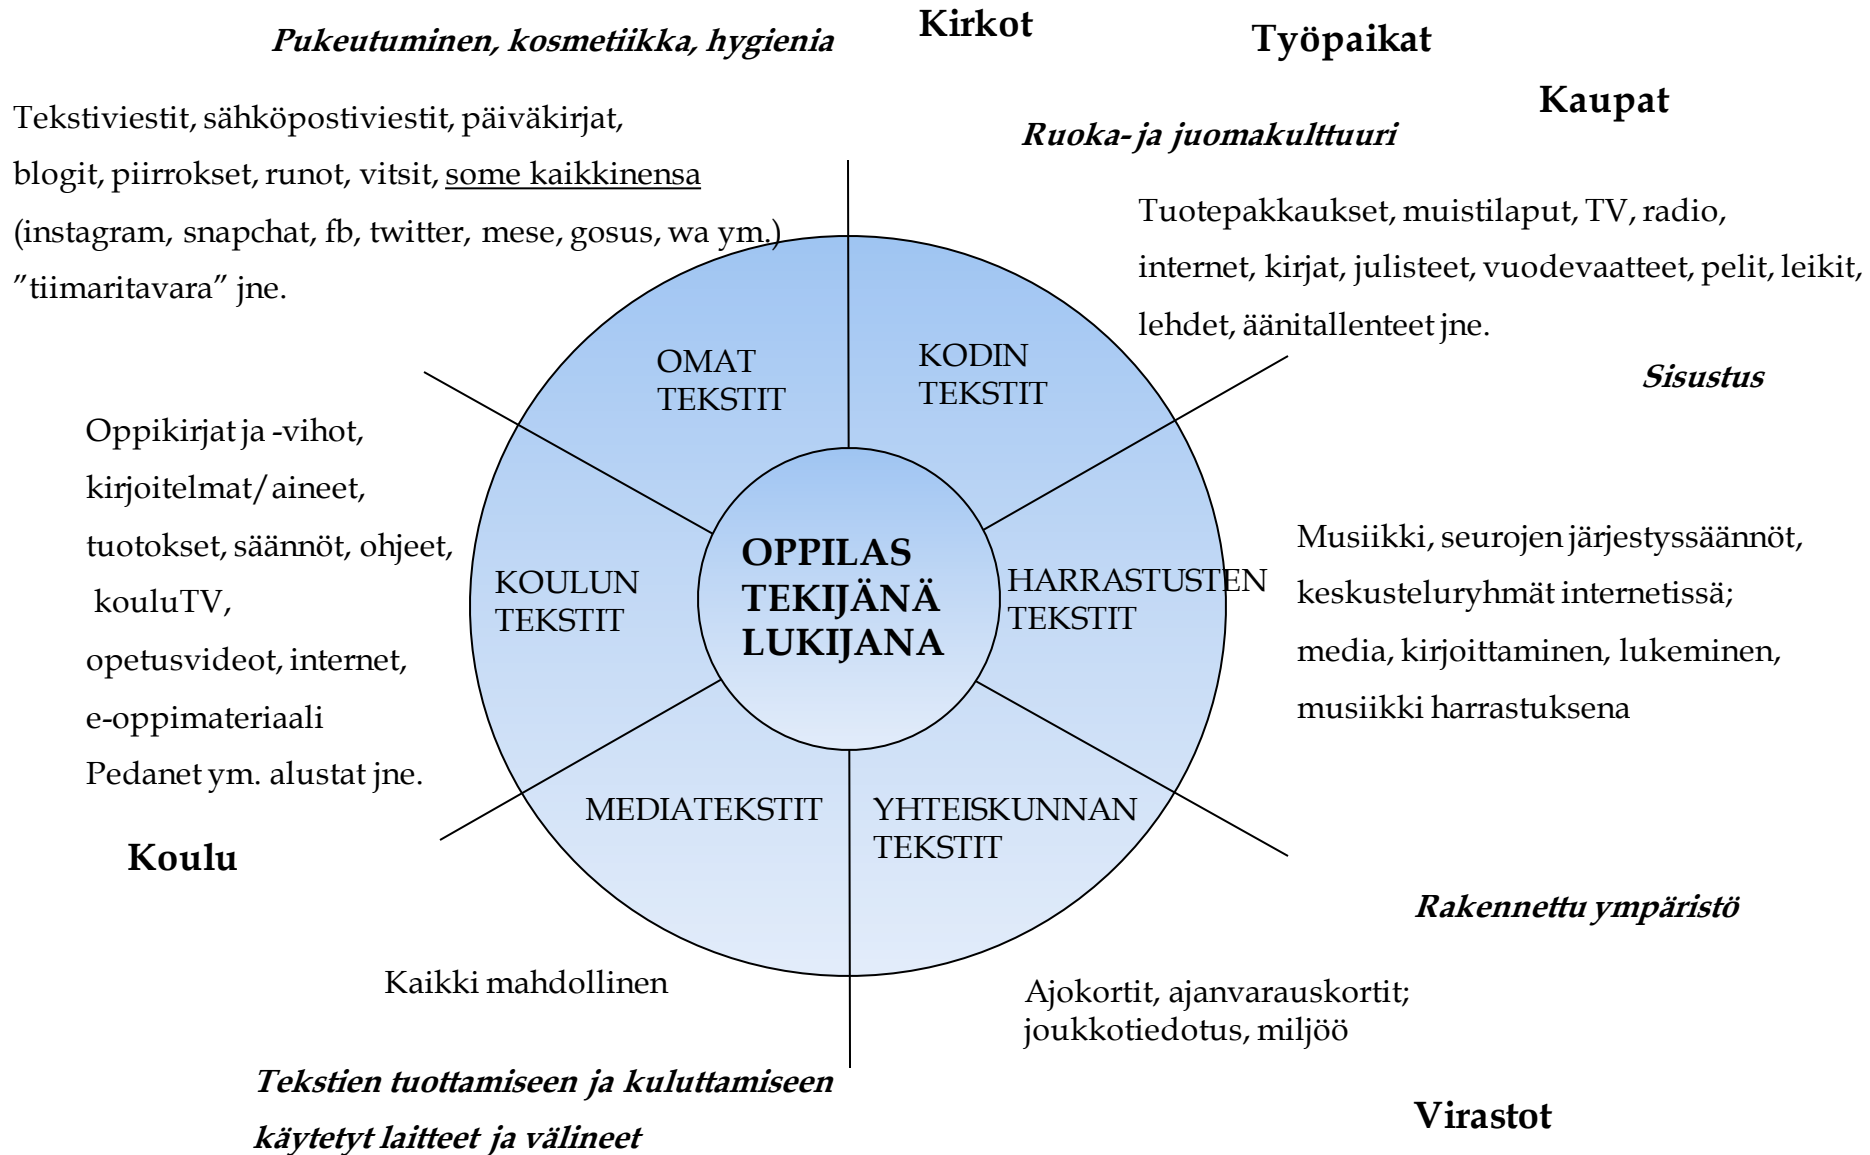 Kirkot
Pukeutuminen, kosmetiikka, hygienia
Työpaikat
Kaupat
Tekstiviestit, sähköpostiviestit, päiväkirjat,
blogit, piirrokset, runot, vitsit, some kaikkinensa
(instagram, snapchat, fb, twitter, mese, gosus, wa ym.)
”tiimaritavara” jne.
Ruoka- ja juomakulttuuri
Tuotepakkaukset, muistilaput, TV, radio,
internet, kirjat, julisteet, vuodevaatteet, pelit, leikit,
lehdet, äänitallenteet jne.
Sisustus
OMAT
TEKSTIT
KODIN
TEKSTIT
Oppikirjat ja -vihot,
kirjoitelmat/aineet,
tuotokset, säännöt, ohjeet,
kouluTV,
opetusvideot, internet,
e-oppimateriaali
Pedanet ym. alustat jne.
KOULUN
TEKSTIT
OPPILAS
TEKIJÄNÄ
LUKIJANA
HARRASTUSTEN
TEKSTIT
Musiikki, seurojen järjestyssäännöt,
keskusteluryhmät internetissä;
media, kirjoittaminen, lukeminen,
musiikki harrastuksena
MEDIATEKSTIT
YHTEISKUNNAN
TEKSTIT
Koulu
Rakennettu ympäristö
Kaikki mahdollinen
Ajokortit, ajanvarauskortit;
joukkotiedotus, miljöö
Tekstien tuottamiseen ja kuluttamiseen
käytetyt laitteet ja välineet
Virastot